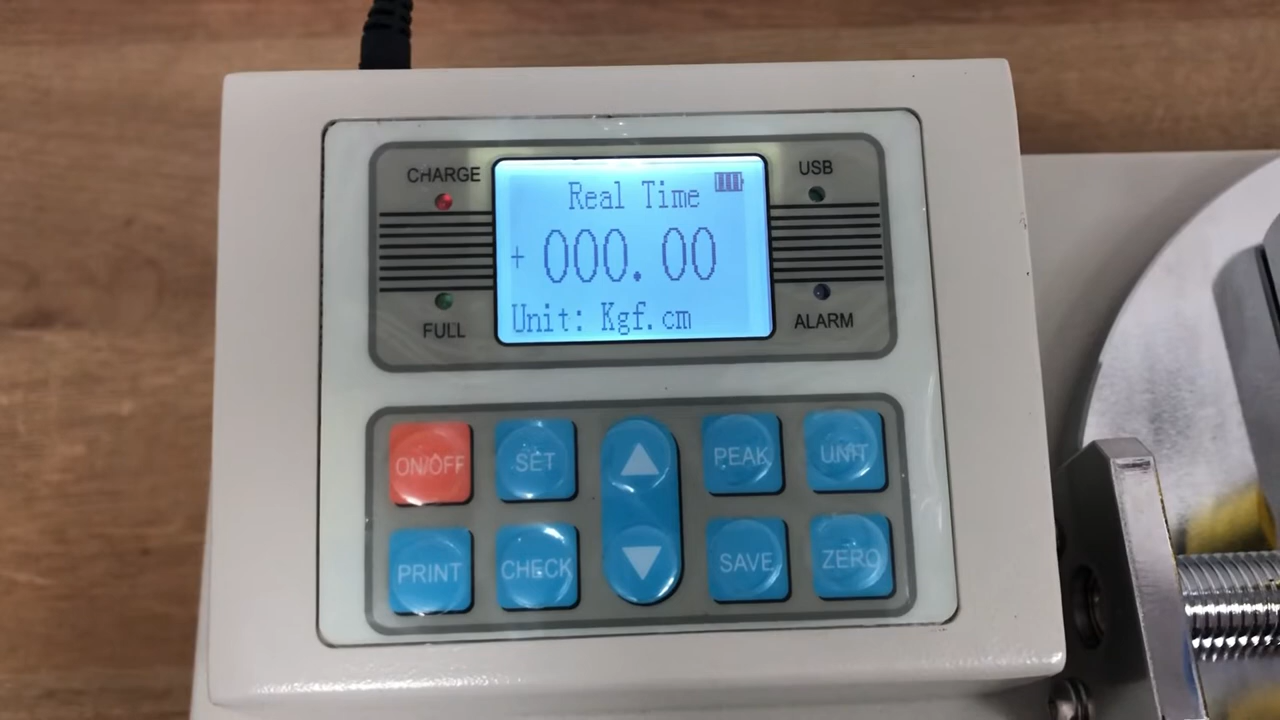 CHARGE
USB
Real Time
+ 000.00
Unit: Kgf.cm
FULL
ALARM
ON/OFF
SET
PEAK
UNIT
PRINT
CHECK
SAVE
ZERO